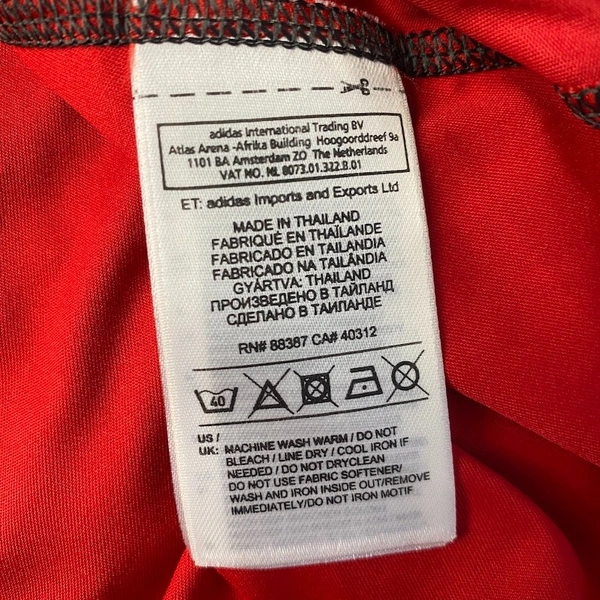 adidas International Trading BV
Atlas Arena -Afrika Building Hoogoorddreef 9a
1101 BA Amsterdam ZO The Netherlands
VAT NO. NL 8073.01.322.B.01
ET: adidas Imports and Exports Ltd
MADE IN THAILAND
FABRIQUÉ EN THAÏLANDE
FABRICADO EN TAILANDIA
FABRICADO NA TAILÂNDIA
GYÁRTVA: THAILAND
ПРОИЗВЕДЕНО В ТАЙЛАНД
СДЕЛАНО В ТАИЛАНДЕ
RN# 88387 CA# 40312
40
US /
UK: MACHINE WASH WARM / DO NOT
BLEACH / LINE DRY / COOL IRON IF
NEEDED / DO NOT DRYCLEAN
DO NOT USE FABRIC SOFTENER/
WASH AND IRON INSIDE OUT/REMOVE
IMMEDIATELY/DO NOT IRON MOTIF